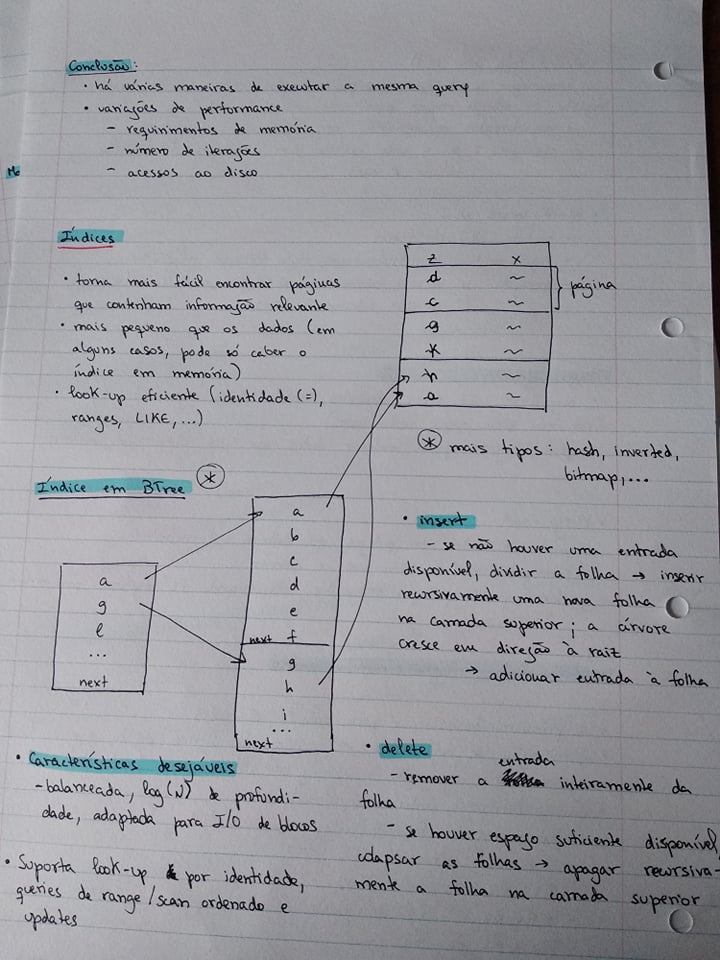 Conclusão:
• há várias maneiras de executar a mesma query
• variações de performance
- requirimentos de memória
- número de iterações
- acessos ao disco
Mo
Índices
• torna mais fácil encontrar páginas
que contenham informação relevante
• mais pequeno que os dados (em
alguns casos, pode só caber o
índice em memória)
• look-up eficiente (identidade (=),
ranges, LIKE,...)
z x
d ~
c ~
g ~
k ~
h ~
a ~
página
* mais tipos: hash, inverted,
bitmap,...
Índice em BTree *
a
g
l
...
next
a
b
c
d
e
next f
g
h
i
...
next
• insert
- se não houver uma entrada
disponível, dividir a folha → inserir
recursivamente uma nova folha
na camada superior; a árvore
cresce em direção à raiz
→ adicionar entrada à folha
• Características desejáveis
- balanceada, log(N) de profundi-
dade, adaptada para I/O de blocos
• Suporta look-up por identidade,
queries de range/scan ordenado e
updates
• delete
entrada
- remover a inteiramente da
folha
- se houver espaço suficiente disponível,
colapsar as folhas → apagar recursiva-
mente a folha na camada superior